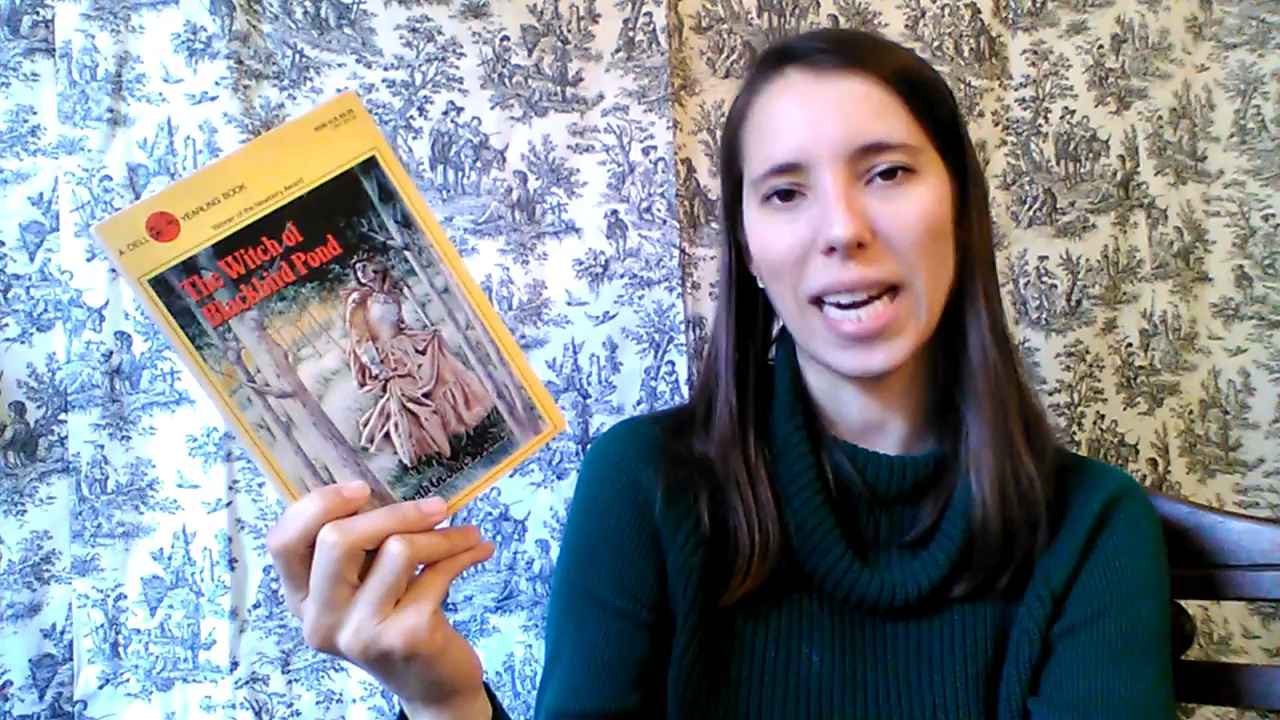 A DELL YEARLING BOOK
Winner of the Newbery Award
The Witch of
Blackbird Pond